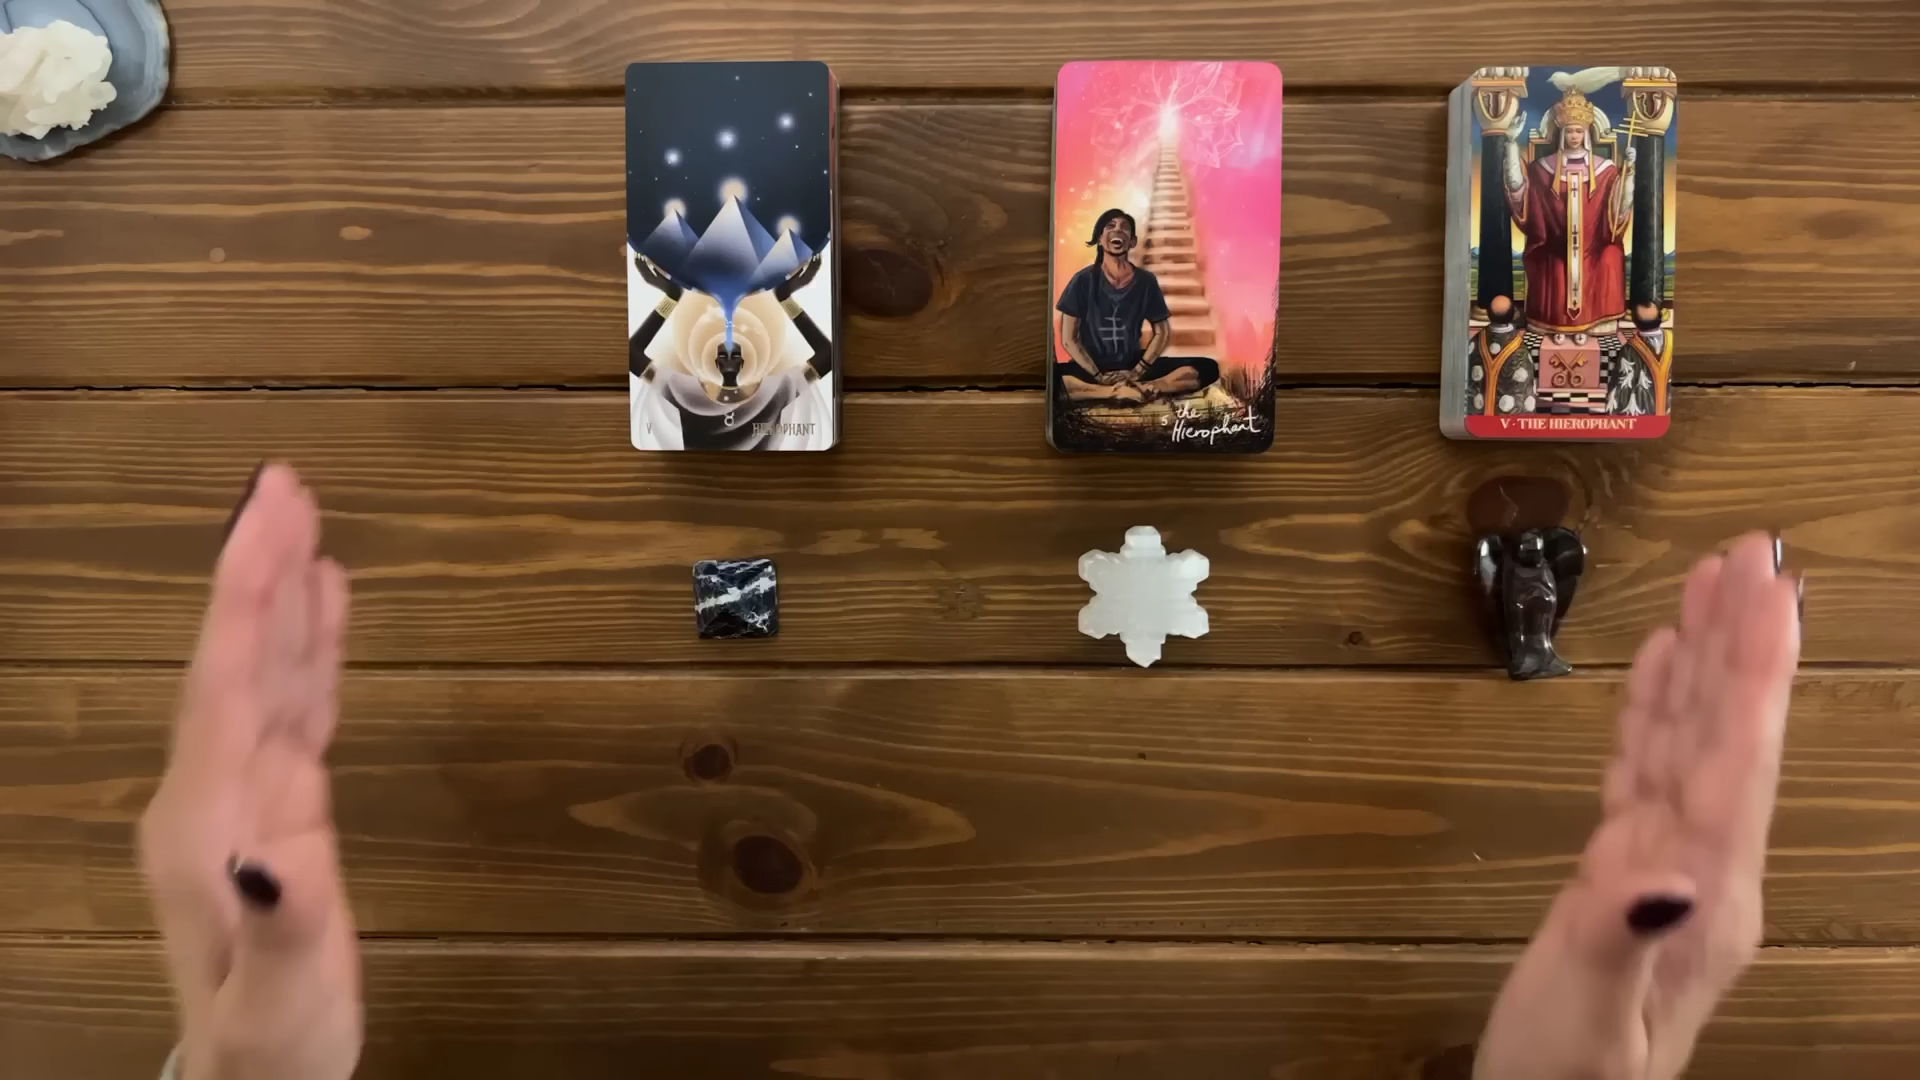 V
HIEROPHANT
5 the
Hierophant
V · THE HIEROPHANT